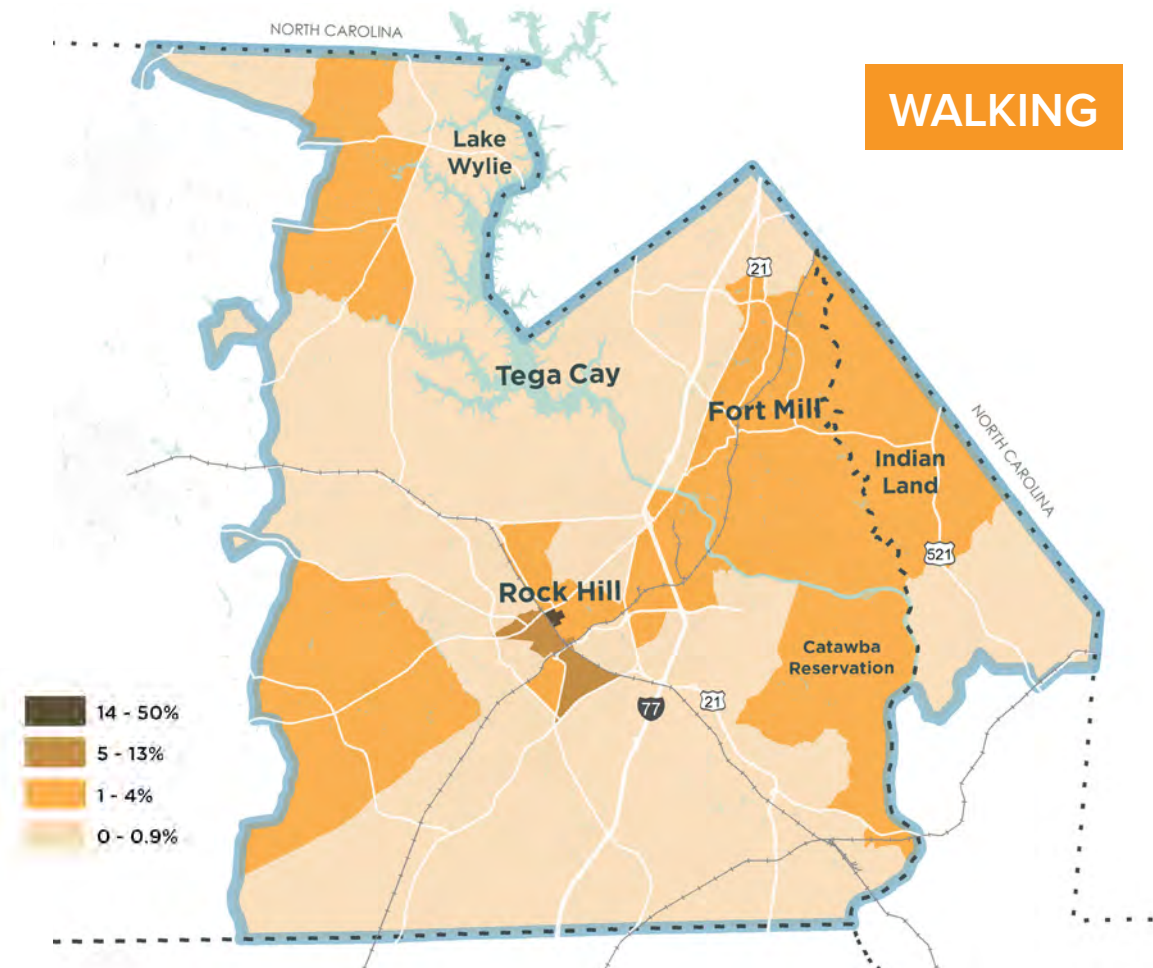 NORTH CAROLINA
WALKING
Lake
Wylie
21
Tega Cay
Fort Mill
NORTH CAROLINA
Indian
Land
521
Rock Hill
Catawba
Reservation
77
21
14 - 50%
5 - 13%
1 - 4%
0 - 0.9%